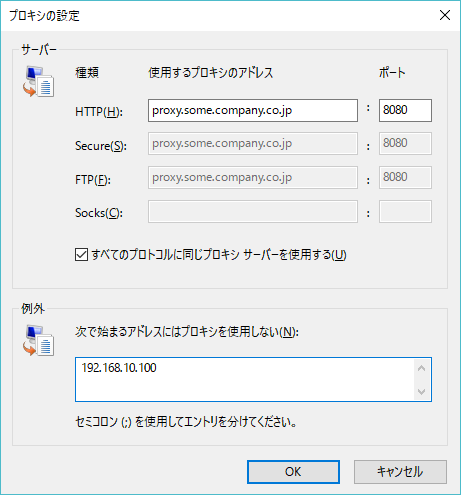 プロキシの設定
サーバー
種類 使用するプロキシのアドレス ポート
HTTP(H): proxy.some.company.co.jp : 8080
Secure(S): proxy.some.company.co.jp : 8080
FTP(F): proxy.some.company.co.jp : 8080
Socks(C): :
すべてのプロトコルに同じプロキシ サーバーを使用する(U)
例外
次で始まるアドレスにはプロキシを使用しない(N):
192.168.10.100
セミコロン (;) を使用してエントリを分けてください。
OK キャンセル